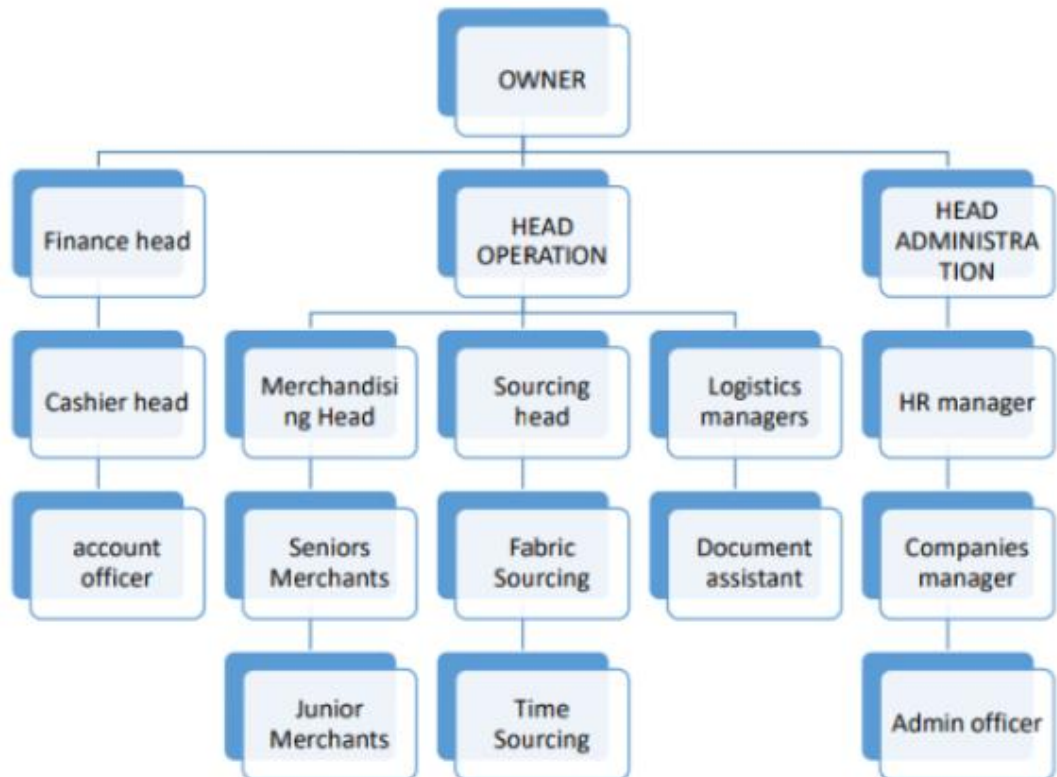 OWNER
Finance head
HEAD
OPERATION
HEAD
ADMINISTRA
TION
Cashier head
Merchandisi
ng Head
Sourcing
head
Logistics
managers
HR manager
account
officer
Seniors
Merchants
Fabric
Sourcing
Document
assistant
Companies
manager
Junior
Merchants
Time
Sourcing
Admin officer